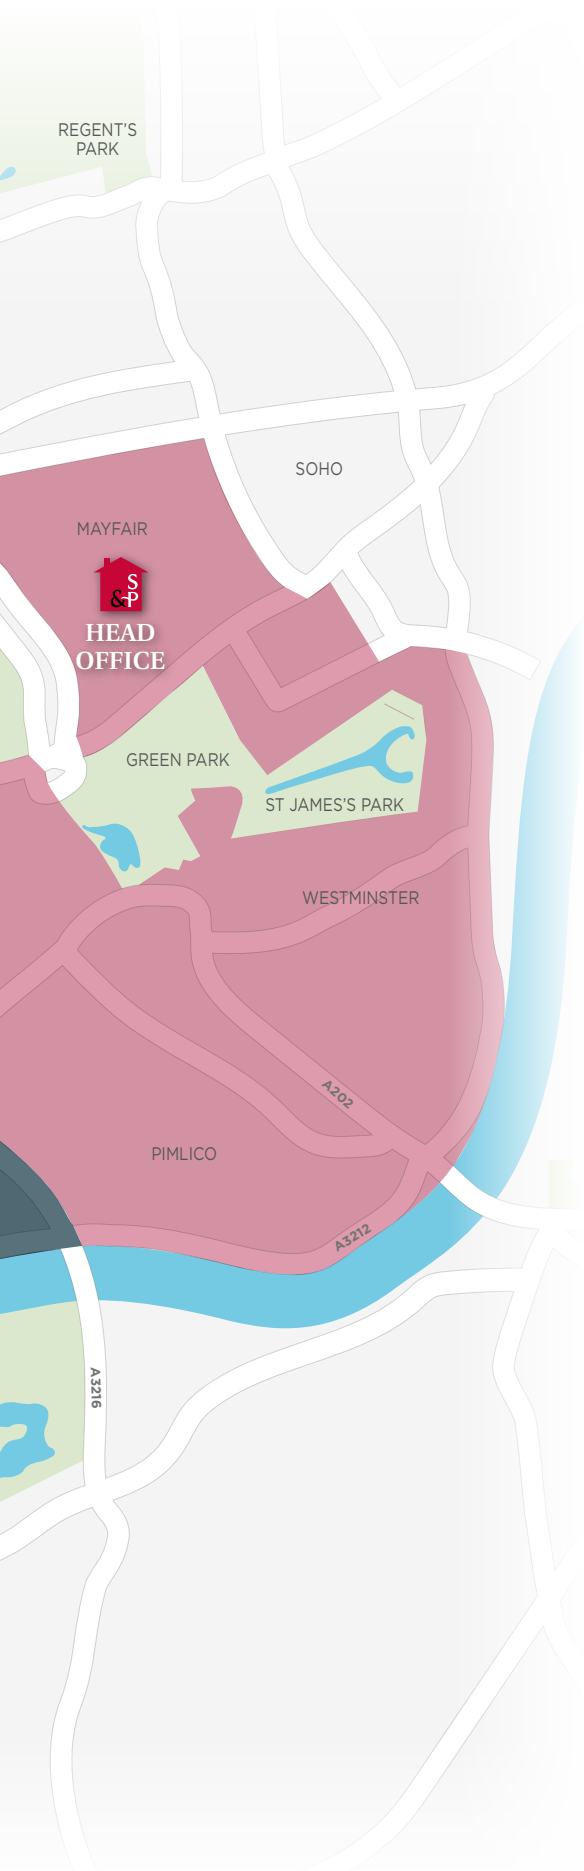 REGENT'S
PARK
SOHO
MAYFAIR
S
&P
HEAD
OFFICE
GREEN PARK
ST JAMES'S PARK
WESTMINSTER
A202
PIMLICO
A3212
A3216